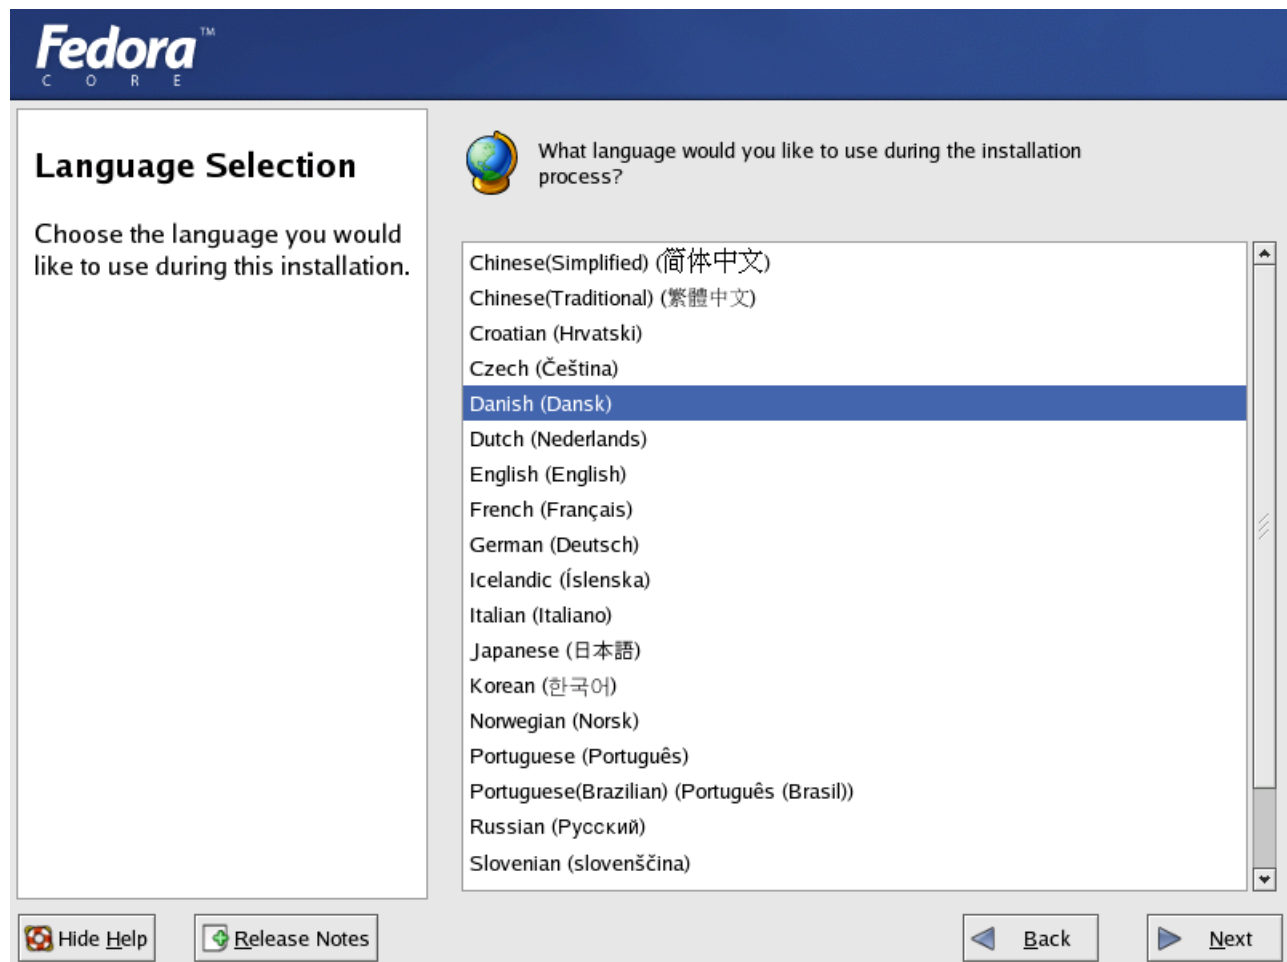 Fedora™
CORE
Language Selection
Choose the language you would
like to use during this installation.
What language would you like to use during the installation
process?
Chinese(Simplified) (简体中文)
Chinese(Traditional) (繁體中文)
Croatian (Hrvatski)
Czech (Čeština)
Danish (Dansk)
Dutch (Nederlands)
English (English)
French (Français)
German (Deutsch)
Icelandic (Íslenska)
Italian (Italiano)
Japanese (日本語)
Korean (한국어)
Norwegian (Norsk)
Portuguese (Português)
Portuguese(Brazilian) (Português (Brasil))
Russian (Русский)
Slovenian (slovenščina)
Hide Help
Release Notes
Back
Next